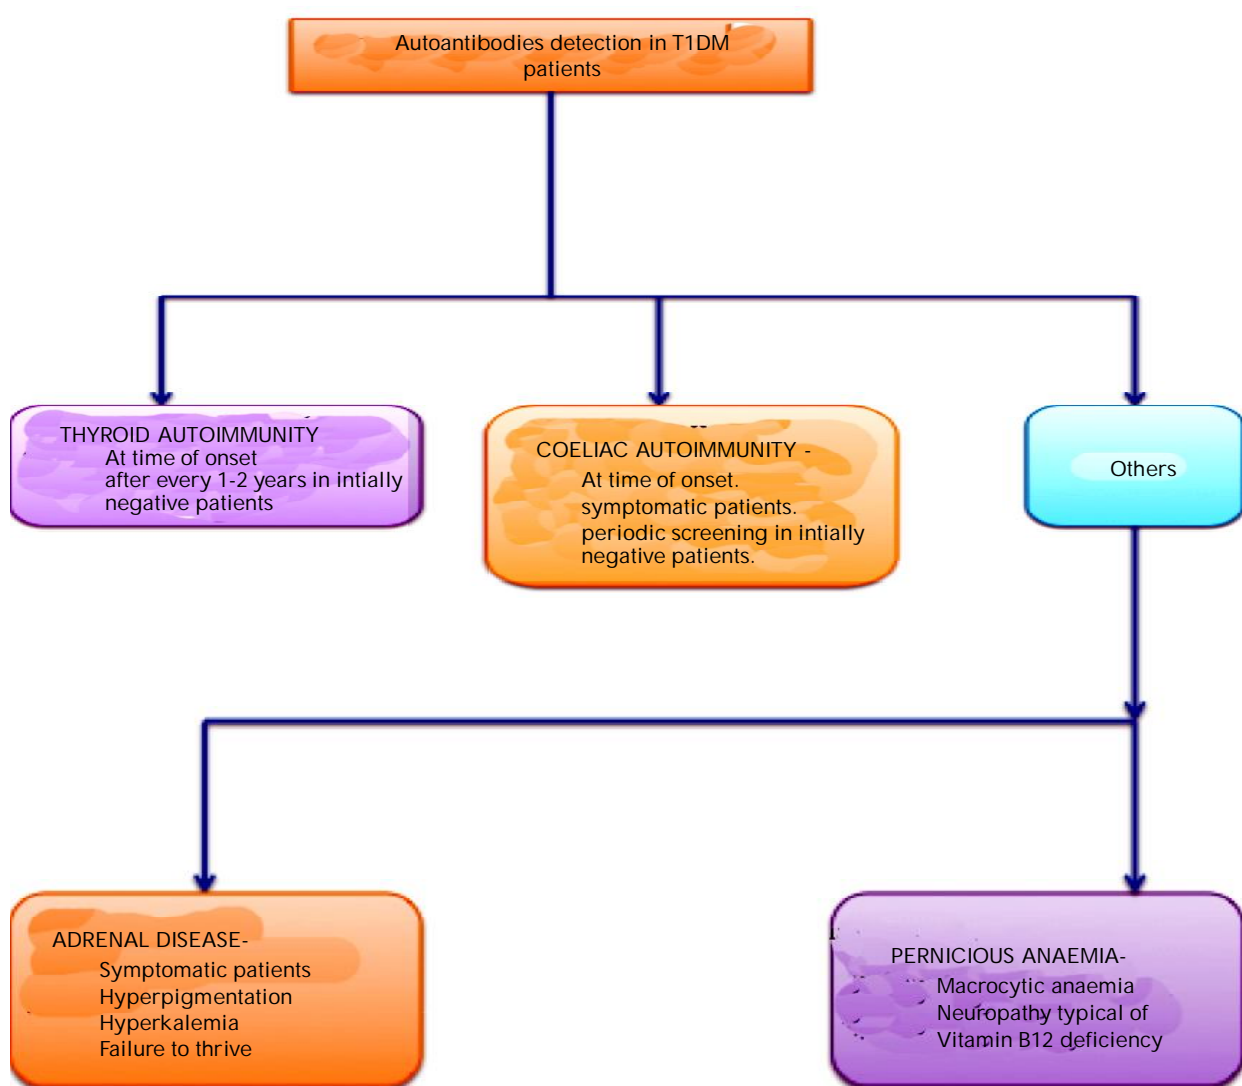 Autoantibodies detection in T1DM
patients
THYROID AUTOIMMUNITY
At time of onset
after every 1-2 years in intially
negative patients
COELIAC AUTOIMMUNITY -
At time of onset.
symptomatic patients.
periodic screening in intially
negative patients.
Others
ADRENAL DISEASE-
Symptomatic patients
Hyperpigmentation
Hyperkalemia
Failure to thrive
PERNICIOUS ANAEMIA-
Macrocytic anaemia
Neuropathy typical of
Vitamin B12 deficiency